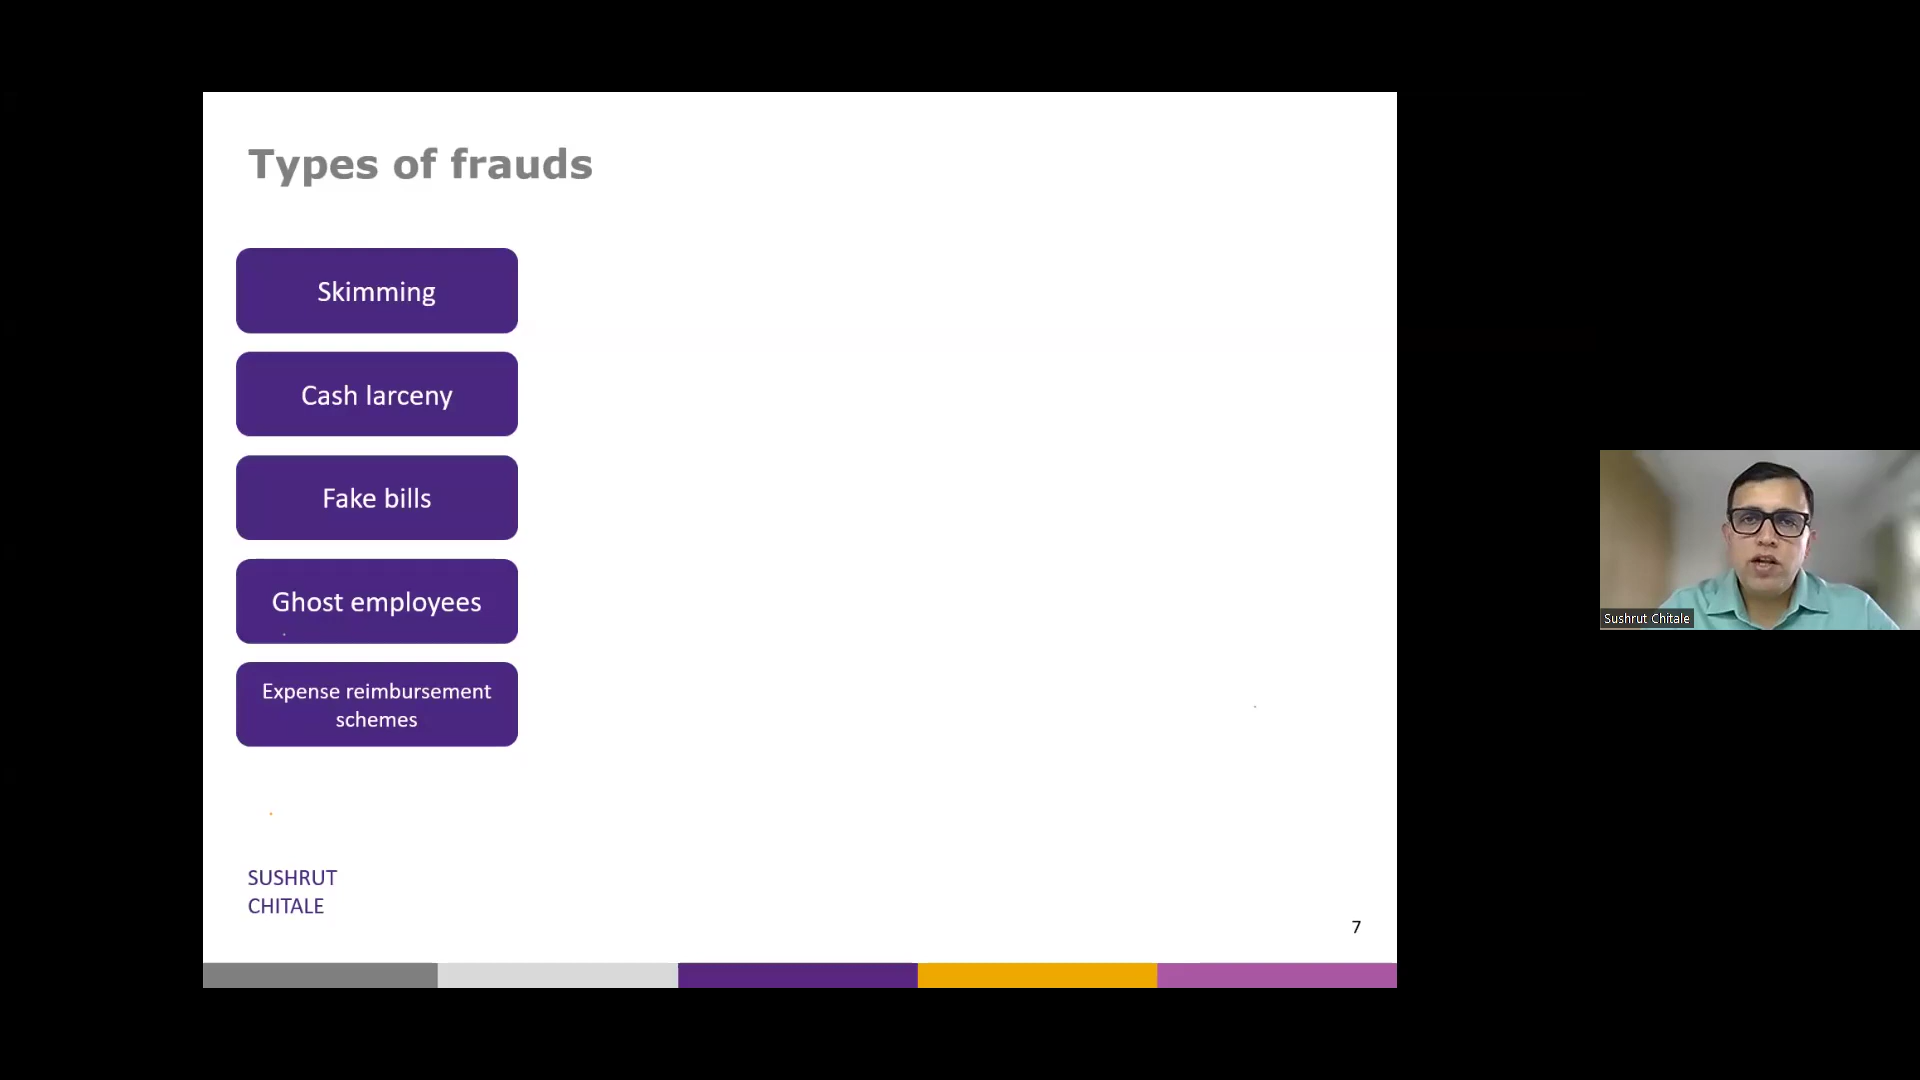 Types of frauds
Skimming
Cash larceny
Fake bills
Ghost employees
Expense reimbursement
schemes
SUSHRUT
CHITALE
7
Sushrut Chitale